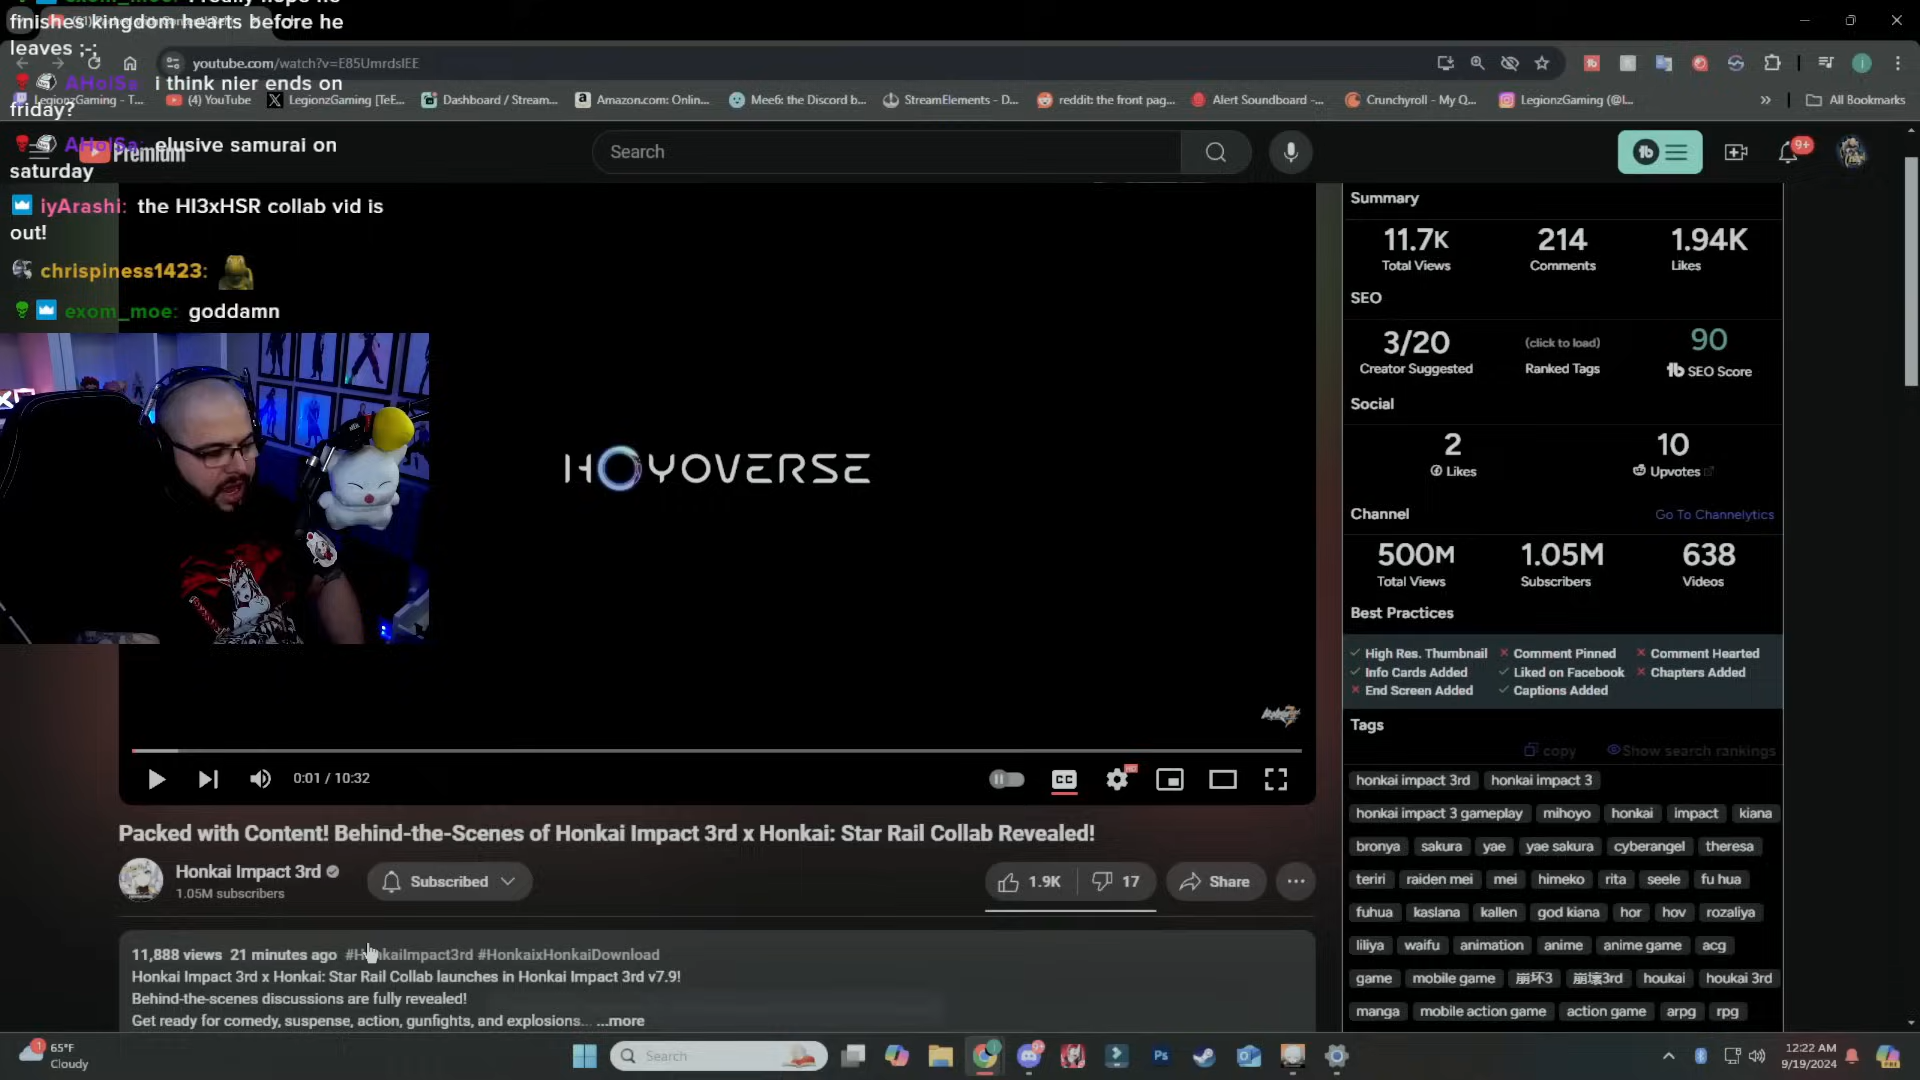 finishes kingdom hearts before he
leaves ;-;
AHolSa: i think nier ends on
friday?
AHolSa: elusive samurai on
saturday
iyArashi: the HI3xHSR collab vid is
out!
chrispiness1423:
exom_moe: goddamn
youtube.com/watch?v=E85UmrdsIEE
LegionzGaming - T...
(4) YouTube
LegionzGaming [TeE...
Dashboard / Stream...
Amazon.com: Onlin...
Mee6: the Discord b...
StreamElements - D...
reddit: the front pag...
Alert Soundboard -...
Crunchyroll - My Q...
LegionzGaming (@L...
All Bookmarks
Premium
Search
9+
HOYOVERSE
0:01 / 10:32
CC
HD
Packed with Content! Behind-the-Scenes of Honkai Impact 3rd x Honkai: Star Rail Collab Revealed!
Honkai Impact 3rd
1.05M subscribers
Subscribed
1.9K
17
Share
11,888 views 21 minutes ago #HonkaiImpact3rd #HonkaixHonkaiDownload
Honkai Impact 3rd x Honkai: Star Rail Collab launches in Honkai Impact 3rd v7.9!
Behind-the-scenes discussions are fully revealed!
Get ready for comedy, suspense, action, gunfights, and explosions... ...more
Summary
11.7K 214 1.94K
Total Views Comments Likes
SEO
3/20 (click to load) 90
Creator Suggested Ranked Tags SEO Score
Social
2 10
Likes Upvotes
Channel Go To Channelytics
500M 1.05M 638
Total Views Subscribers Videos
Best Practices
High Res. Thumbnail Comment Pinned Comment Hearted
Info Cards Added Liked on Facebook Chapters Added
End Screen Added Captions Added
Tags
copy Show search rankings
honkai impact 3rd honkai impact 3
honkai impact 3 gameplay mihoyo honkai impact kiana
bronya sakura yae yae sakura cyberangel theresa
teriri raiden mei mei himeko rita seele fu hua
fuhua kaslana kallen god kiana hor hov rozaliya
liliya waifu animation anime anime game acg
game mobile game 崩坏3 崩壞3rd houkai houkai 3rd
manga mobile action game action game arpg rpg
1
65°F
Cloudy
Search
Ps
12:22 AM
9/19/2024